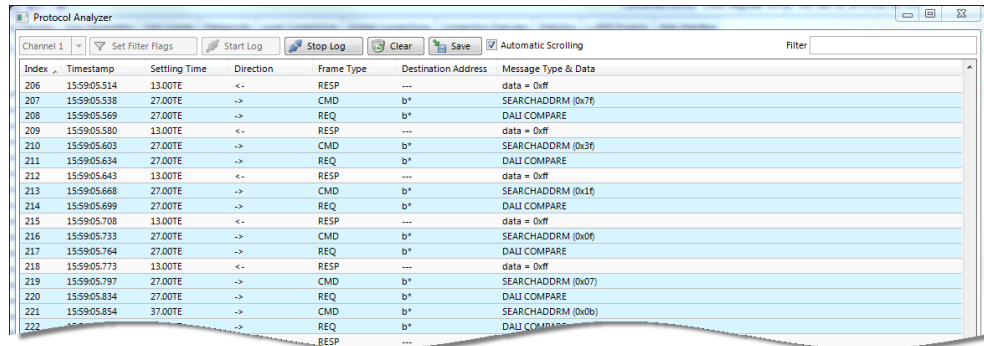 Protocol Analyzer
Channel 1 Set Filter Flags Start Log Stop Log Clear Save Automatic Scrolling Filter
Index Timestamp Settling Time Direction Frame Type Destination Address Message Type & Data
206 15:59:05.514 13.00TE <- RESP --- data = 0xff
207 15:59:05.538 27.00TE -> CMD b* SEARCHADDRM (0x7f)
208 15:59:05.569 27.00TE -> REQ b* DALI COMPARE
209 15:59:05.580 13.00TE <- RESP --- data = 0xff
210 15:59:05.603 27.00TE -> CMD b* SEARCHADDRM (0x3f)
211 15:59:05.634 27.00TE -> REQ b* DALI COMPARE
212 15:59:05.643 13.00TE <- RESP --- data = 0xff
213 15:59:05.668 27.00TE -> CMD b* SEARCHADDRM (0x1f)
214 15:59:05.699 27.00TE -> REQ b* DALI COMPARE
215 15:59:05.708 13.00TE <- RESP --- data = 0xff
216 15:59:05.733 27.00TE -> CMD b* SEARCHADDRM (0x0f)
217 15:59:05.764 27.00TE -> REQ b* DALI COMPARE
218 15:59:05.773 13.00TE <- RESP --- data = 0xff
219 15:59:05.797 27.00TE -> CMD b* SEARCHADDRM (0x07)
220 15:59:05.834 27.00TE -> REQ b* DALI COMPARE
221 15:59:05.854 37.00TE -> CMD b* SEARCHADDRM (0x0b)
222 -> REQ b* DALI COMPARE
RESP ---